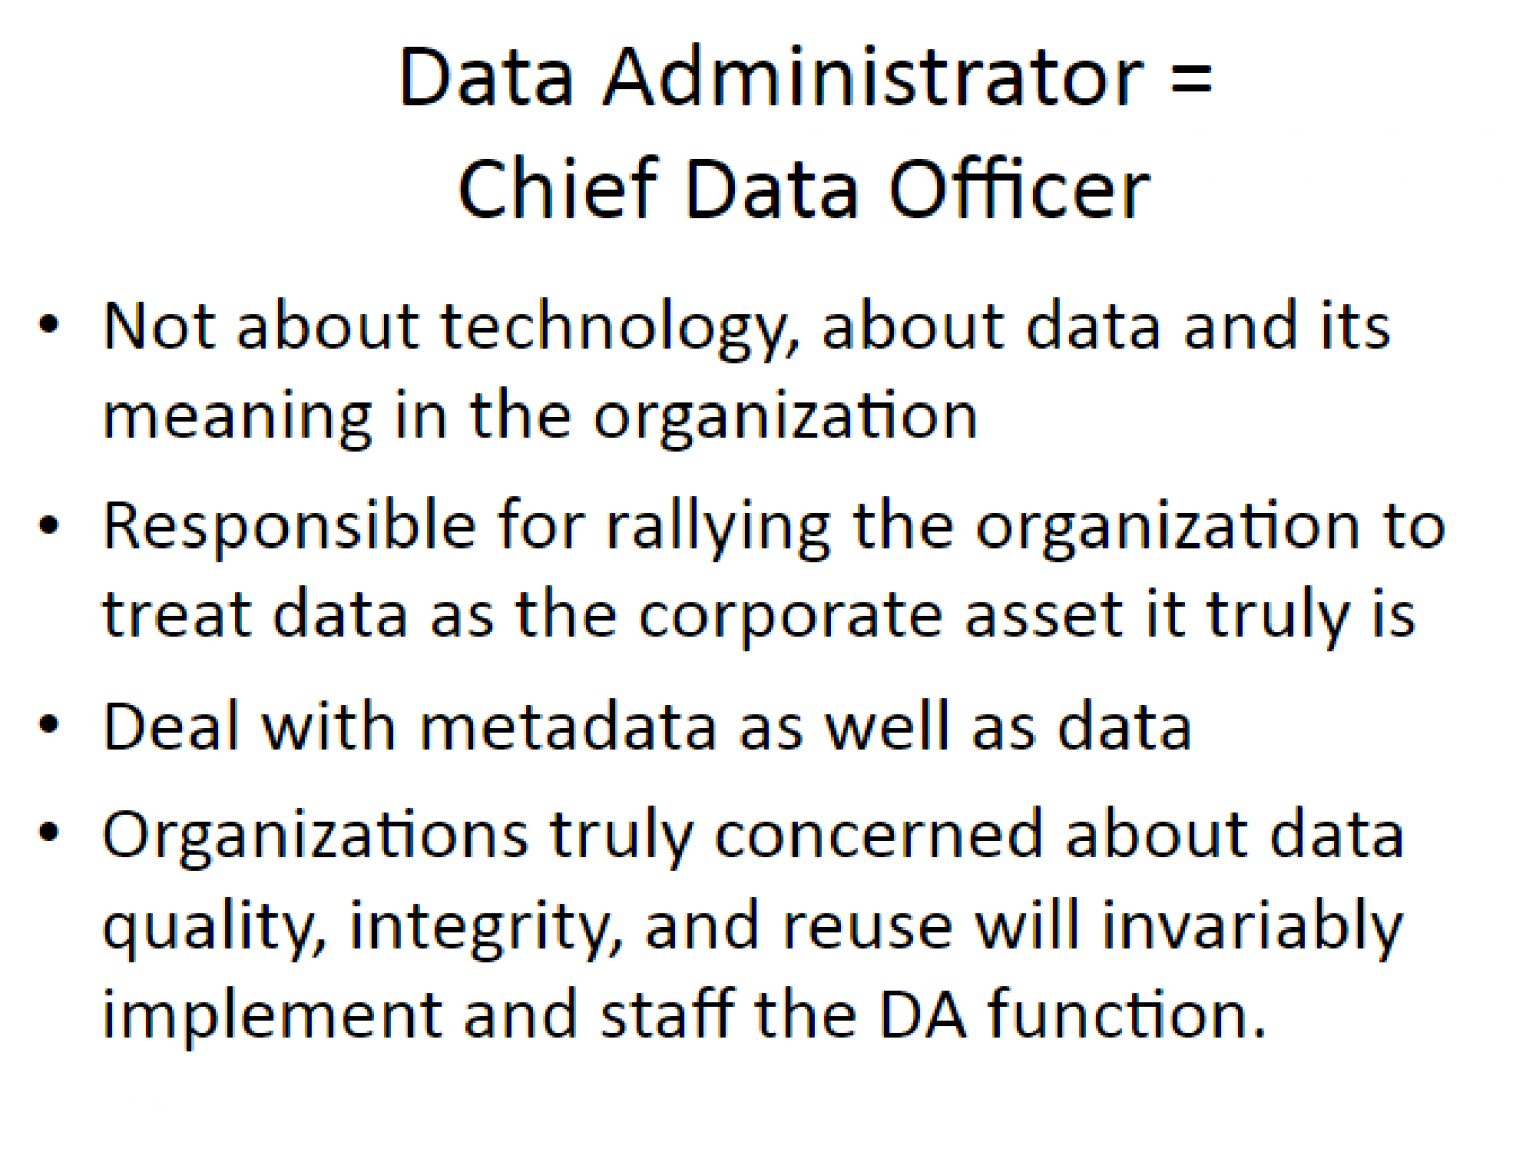 Data Administrator =
Chief Data Officer
• Not about technology, about data and its
meaning in the organization
• Responsible for rallying the organization to
treat data as the corporate asset it truly is
• Deal with metadata as well as data
• Organizations truly concerned about data
quality, integrity, and reuse will invariably
implement and staff the DA function.